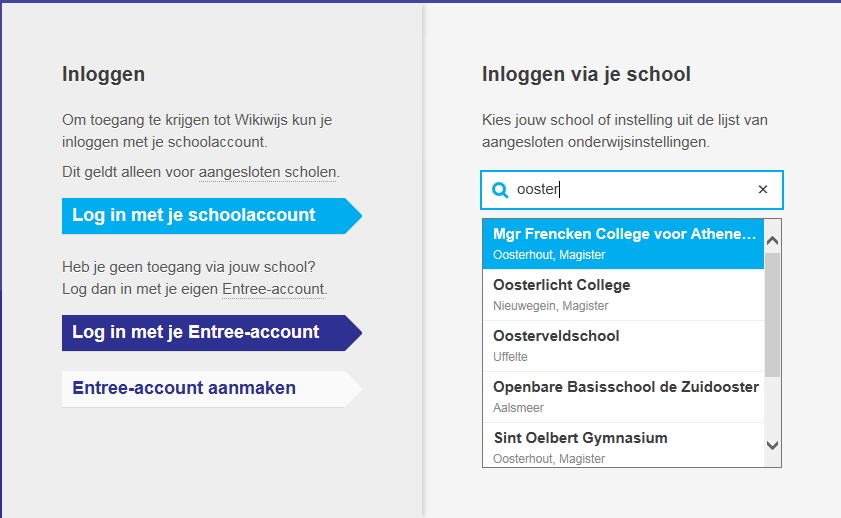 Inloggen
Om toegang te krijgen tot Wikiwijs kun je
inloggen met je schoolaccount.
Dit geldt alleen voor aangesloten scholen.
Log in met je schoolaccount
Heb je geen toegang via jouw school?
Log dan in met je eigen Entree-account.
Log in met je Entree-account
Entree-account aanmaken
Inloggen via je school
Kies jouw school of instelling uit de lijst van
aangesloten onderwijsinstellingen.
ooster
Mgr Frencken College voor Athene…
Oosterhout, Magister
Oosterlicht College
Nieuwegein, Magister
Oosterveldschool
Uffelte
Openbare Basisschool de Zuidooster
Aalsmeer
Sint Oelbert Gymnasium
Oosterhout, Magister